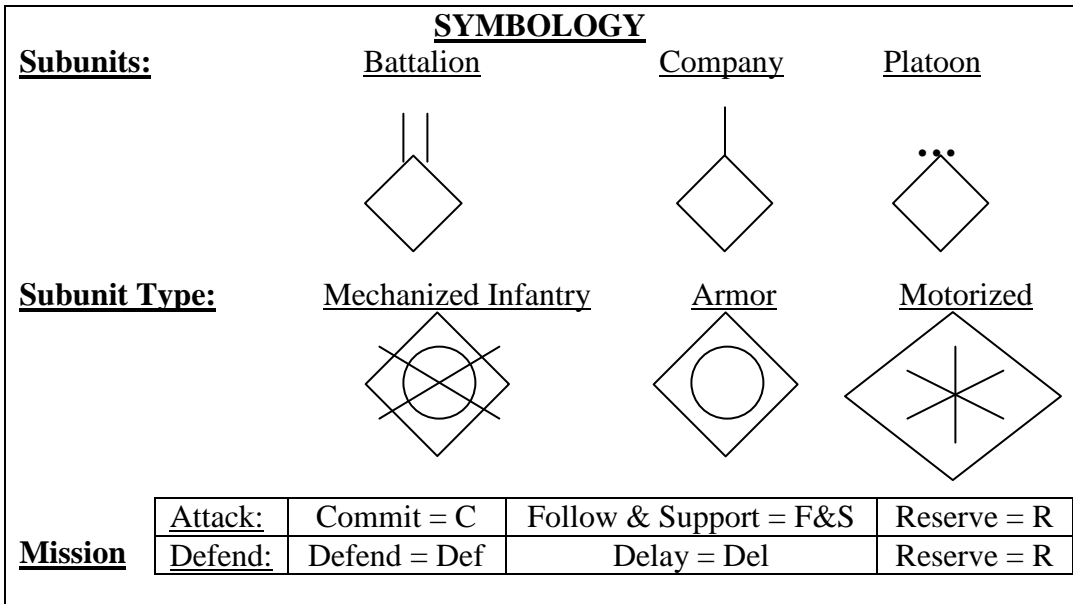 SYMBOLOGY
Subunits: Battalion Company Platoon
Subunit Type: Mechanized Infantry Armor Motorized
Attack: Commit = C Follow & Support = F&S Reserve = R
Mission Defend: Defend = Def Delay = Del Reserve = R